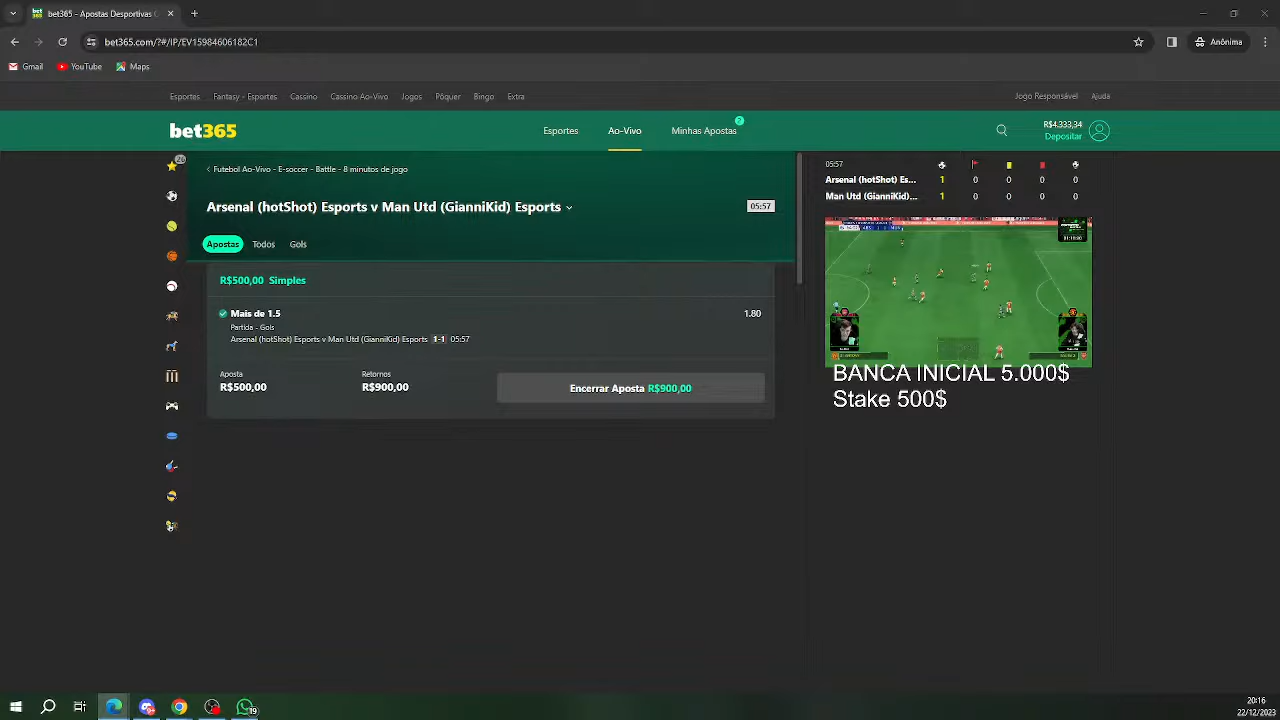 bet365 - Apostas Desportivas
bet365.com/?#/IP/EV15984606182C1
Anônima
Gmail
YouTube
Maps
Esportes
Fantasy - Esportes
Cassino
Cassino Ao-Vivo
Jogos
Pôquer
Bingo
Extra
Jogo Responsável
Ajuda
bet365
Esportes
Ao-Vivo
Minhas Apostas
2
R$4.333,34
Depositar
26
Futebol Ao-Vivo - E-soccer - Battle - 8 minutos de jogo
Arsenal (hotShot) Esports v Man Utd (GianniKid) Esports
05:57
Apostas
Todos
Gols
R$500,00 Simples
Mais de 1.5
1.80
Partida - Gols
Arsenal (hotShot) Esports v Man Utd (GianniKid) Esports 1-1 05:57
Aposta
Retornos
R$500,00
R$900,00
Encerrar Aposta R$900,00
05:57
Arsenal (hotShot) Es... 1 0 0 0 0
Man Utd (GianniKid)... 1 0 0 0 0
BANCA INICIAL 5.000$
Stake 500$
19
20:16
22/12/2023